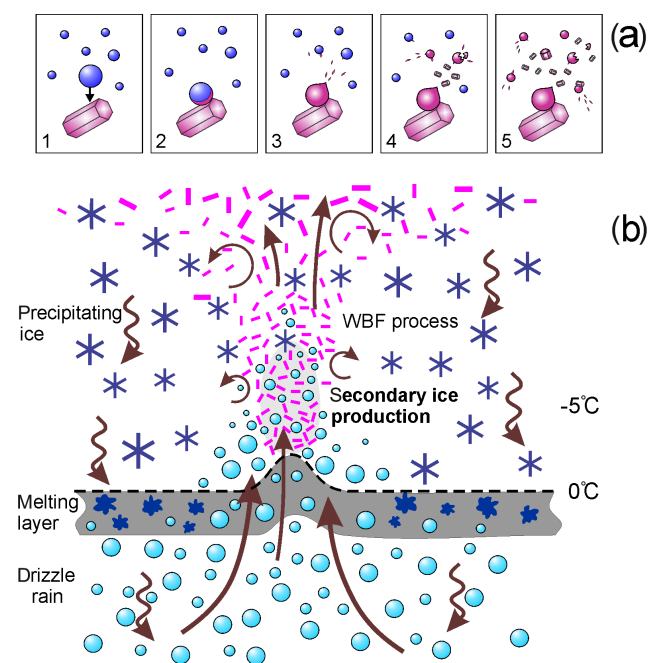 (a)
1
2
3
4
5
(b)
Precipitating
ice
WBF process
Secondary ice
production
-5°C
0°C
Melting
layer
Drizzle
rain